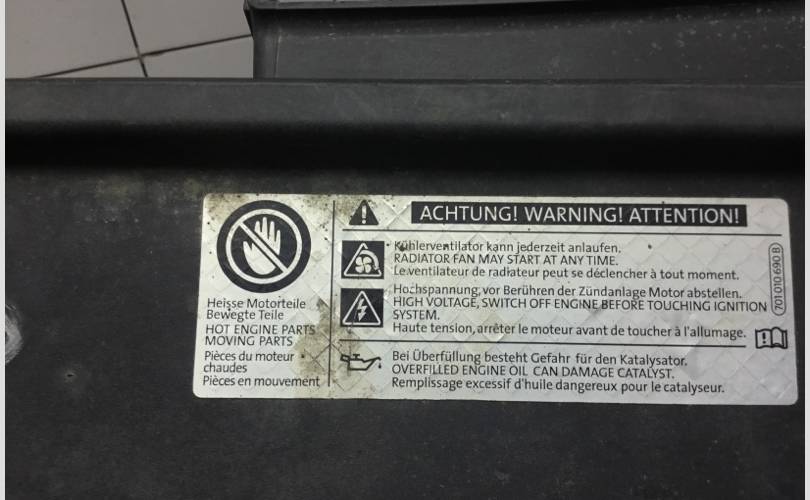 ACHTUNG! WARNING! ATTENTION!
Heisse Motorteile
Bewegte Teile
HOT ENGINE PARTS
MOVING PARTS
Pièces du moteur
chaudes
Pièces en mouvement
Kühlerventilator kann jederzeit anlaufen.
RADIATOR FAN MAY START AT ANY TIME.
Le ventilateur de radiateur peut se déclencher à tout moment.
Hochspannung, vor Berühren der Zündanlage Motor abstellen.
HIGH VOLTAGE, SWITCH OFF ENGINE BEFORE TOUCHING IGNITION
SYSTEM.
Haute tension, arrêter le moteur avant de toucher à l'allumage.
Bei Überfüllung besteht Gefahr für den Katalysator.
OVERFILLED ENGINE OIL CAN DAMAGE CATALYST.
Remplissage excessif d'huile dangereux pour le catalyseur.
701 010 690 B